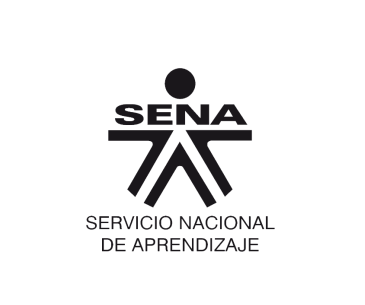 SENA
SERVICIO NACIONAL
DE APRENDIZAJE